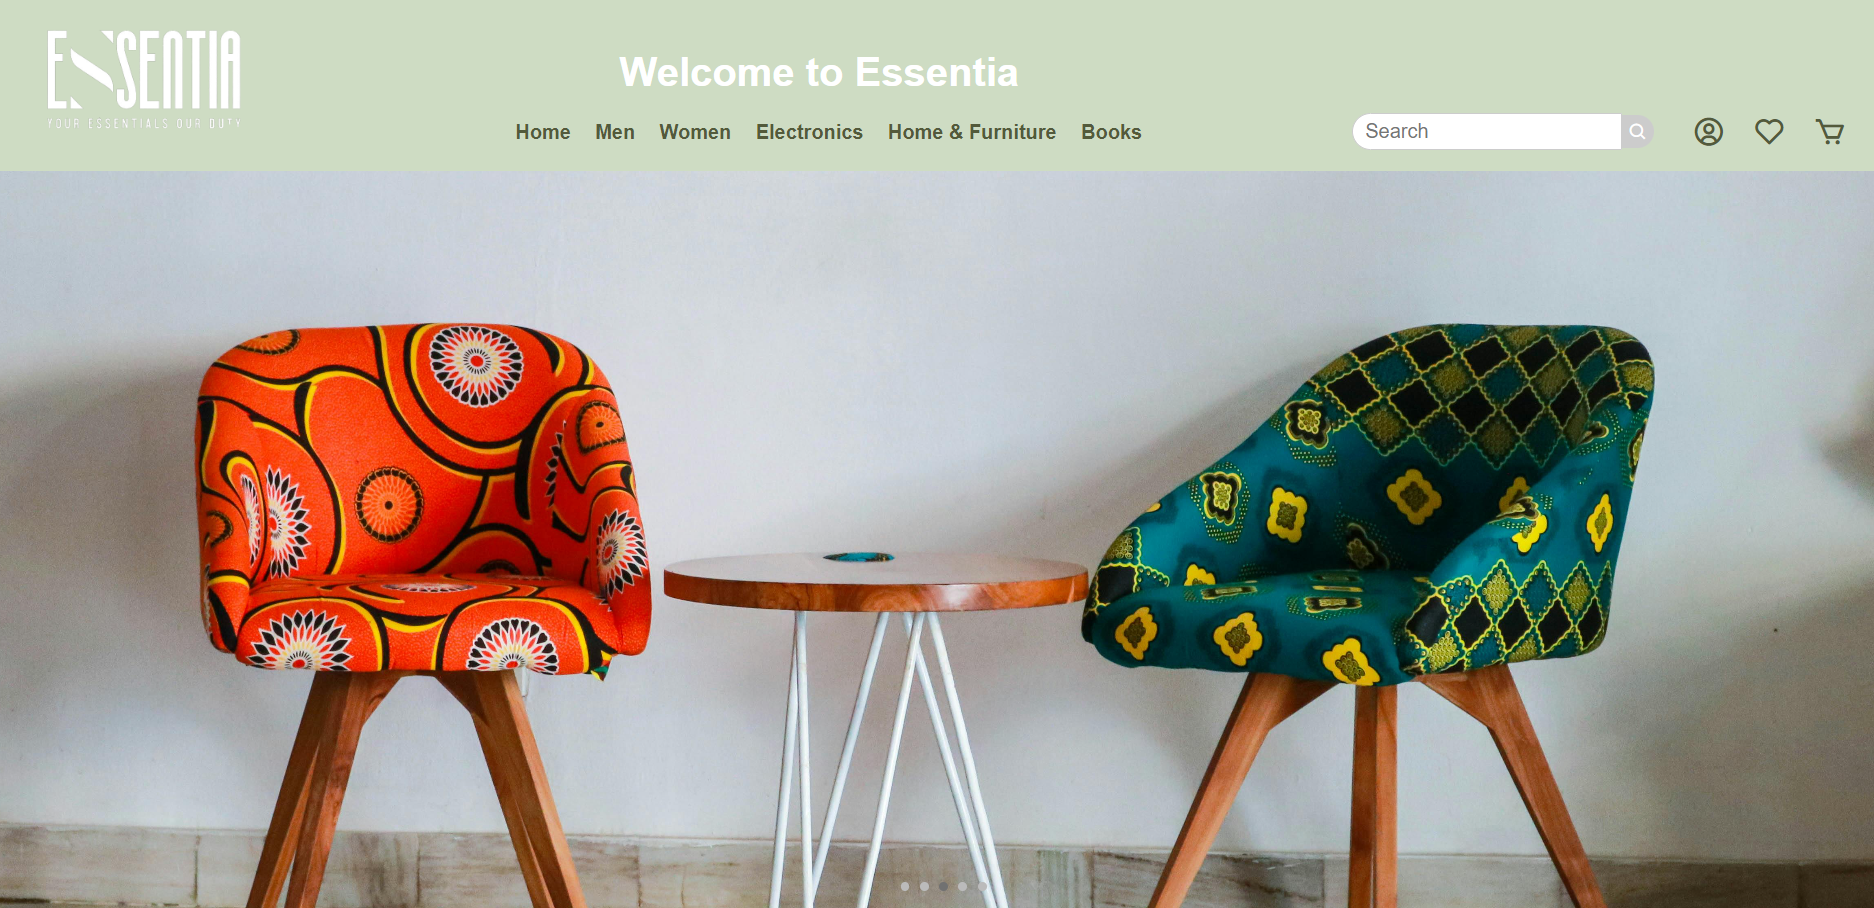 ESSENTIA
YOUR ESSENTIALS OUR DUTY
Welcome to Essentia
Home Men Women Electronics Home & Furniture Books
Search